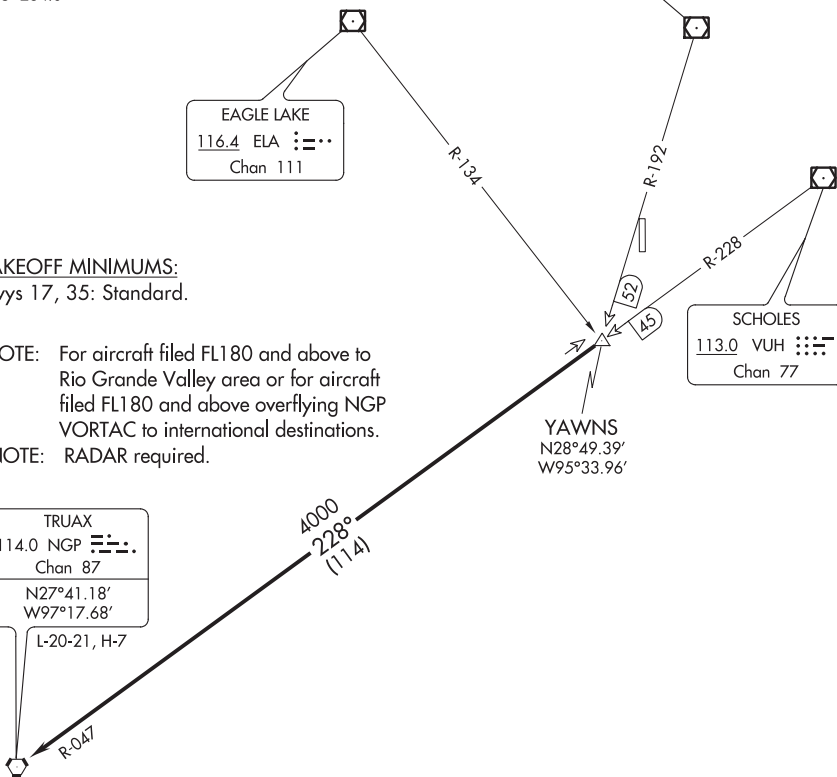 EAGLE LAKE
116.4 ELA
Chan 111
R-134
R-192
R-228
52
45
SCHOLES
113.0 VUH
Chan 77
AKEOFF MINIMUMS:
wys 17, 35: Standard.
OTE: For aircraft filed FL180 and above to
Rio Grande Valley area or for aircraft
filed FL180 and above overflying NGP
VORTAC to international destinations.
NOTE: RADAR required.
YAWNS
N28°49.39'
W95°33.96'
4000
228°
(114)
TRUAX
114.0 NGP
Chan 87
N27°41.18'
W97°17.68'
L-20-21, H-7
R-047